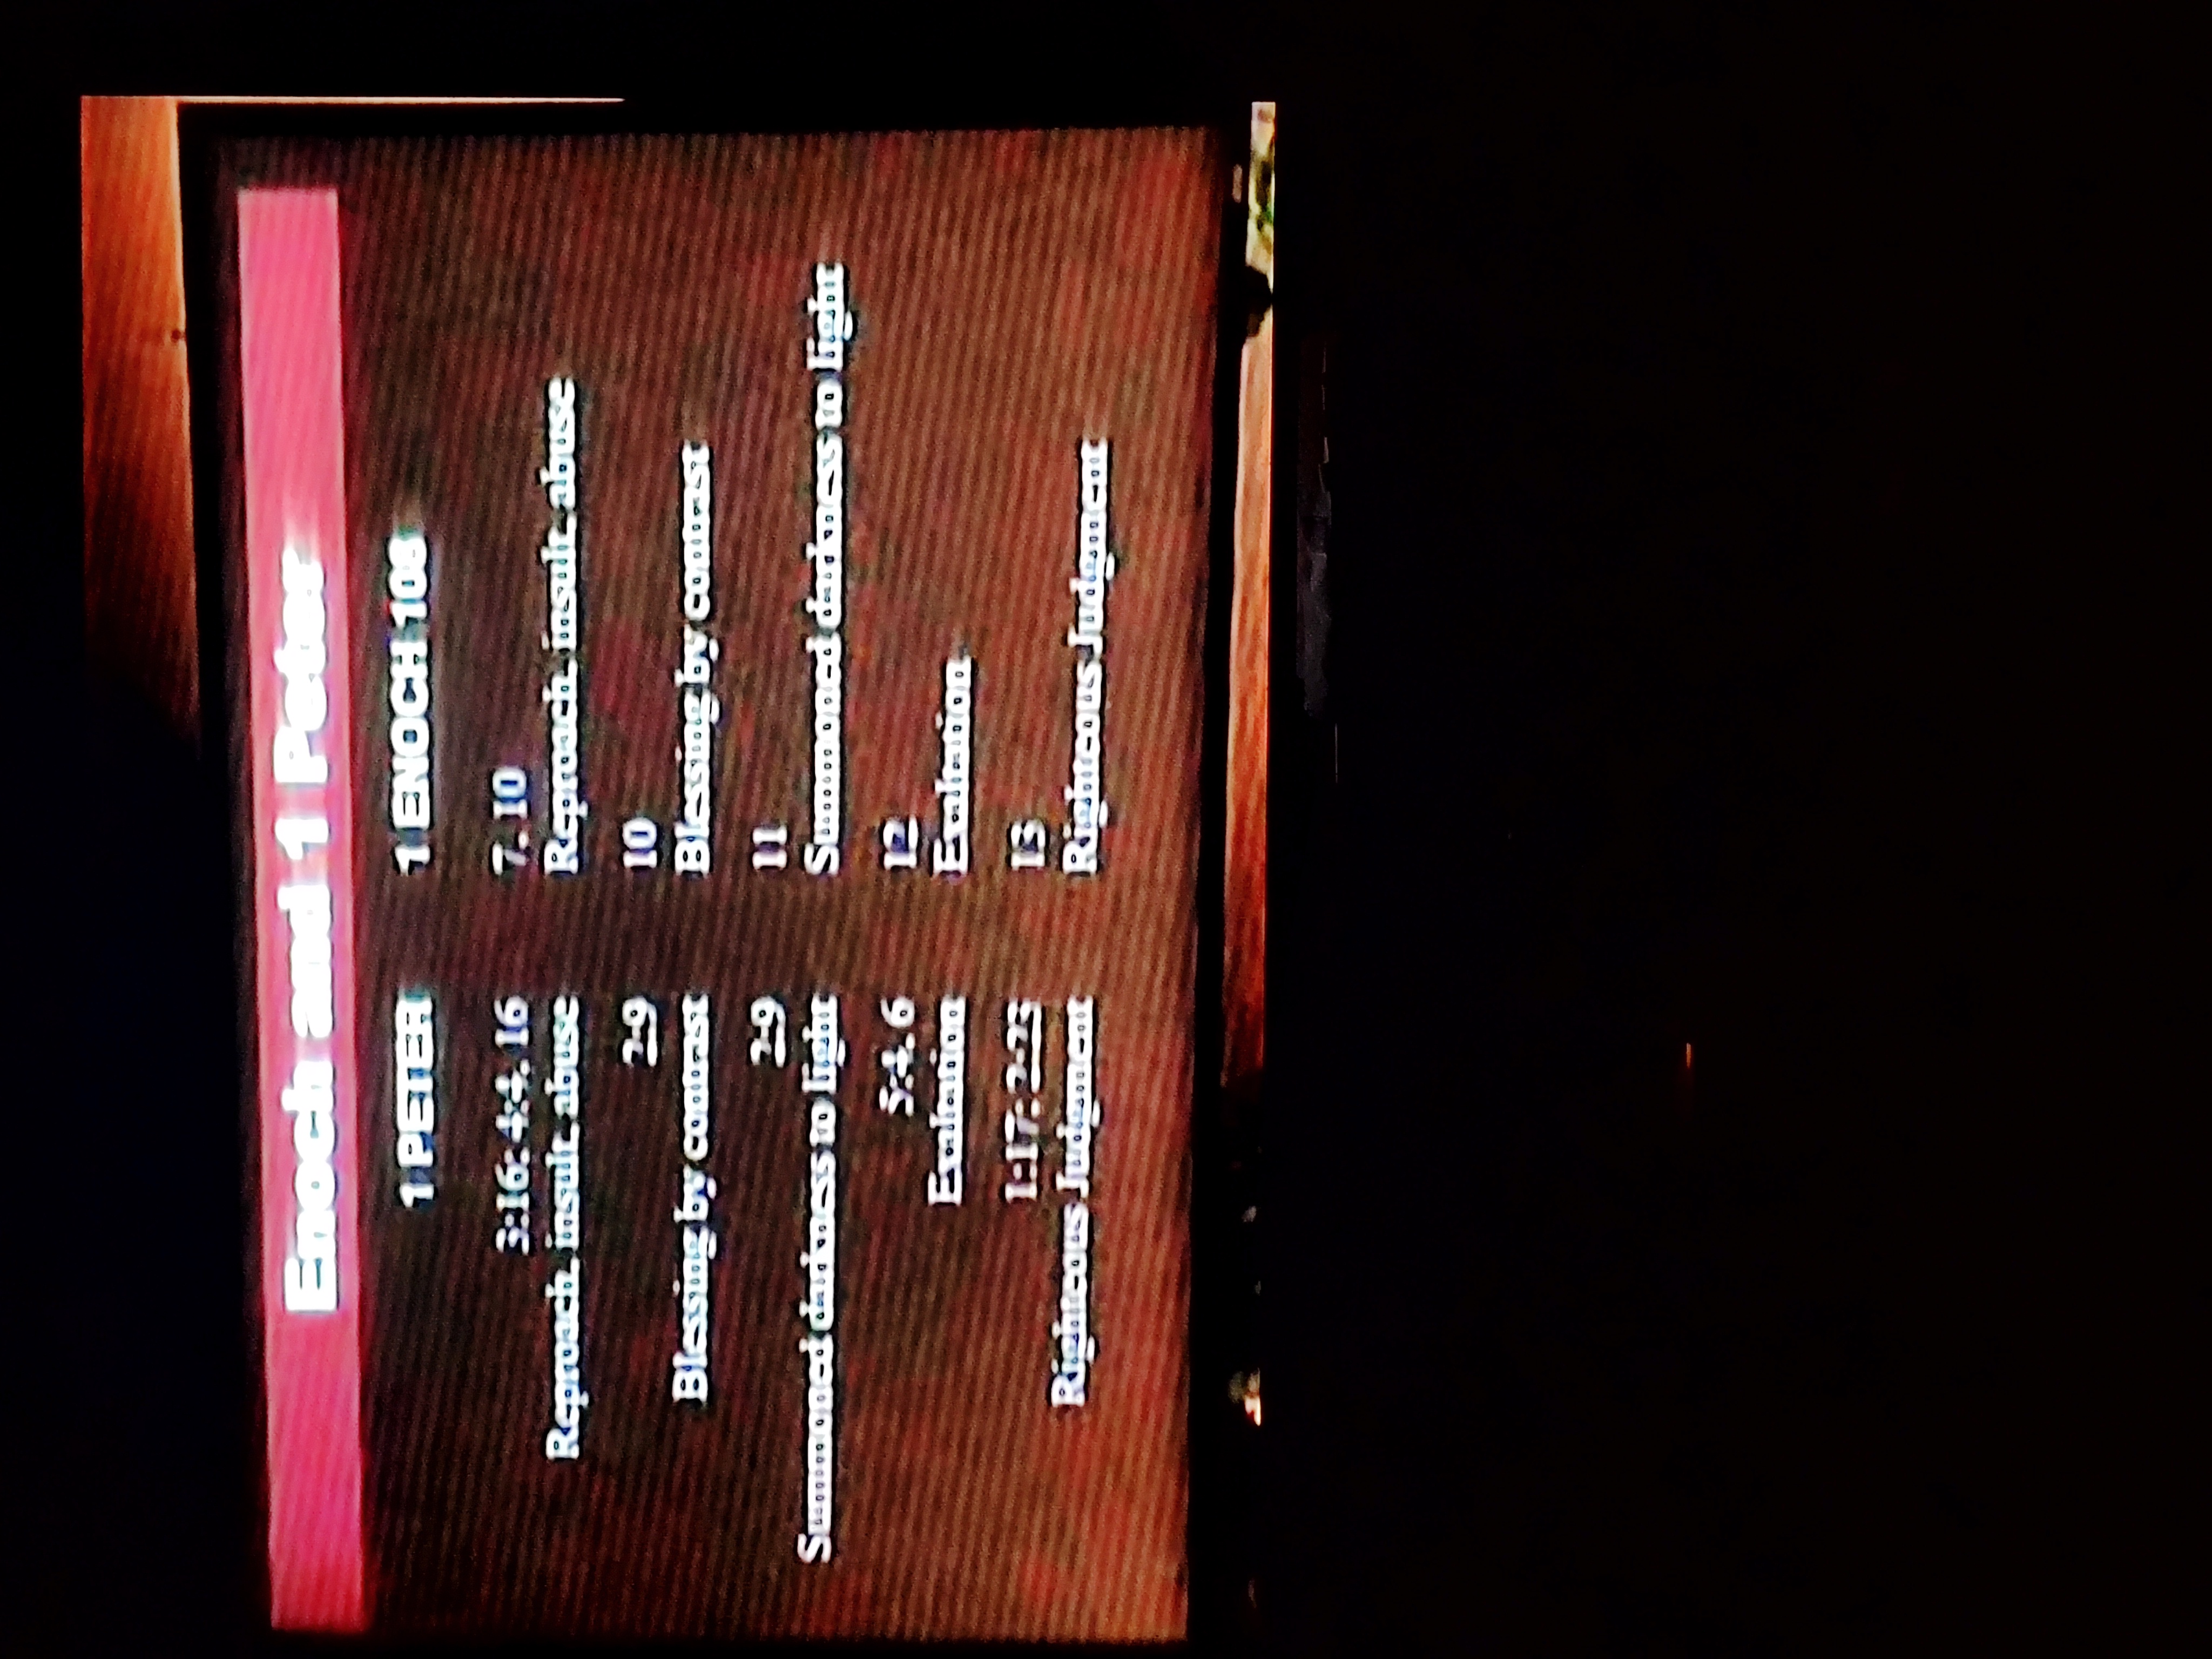 Enoch and 1 Peter
1 PETER
1 ENOCH 108
3:16; 4:4, 16
Reproach, insult, abuse
7, 10
Reproach, insult, abuse
2:9
Blessing by contrast
10
Blessing by contrast
2:9
Summoned darkness to light
11
Summoned darkness to light
5:4, 6
Exaltation
12
Exaltation
1:17; 2:23
Righteous Judgment
13
Righteous Judgment